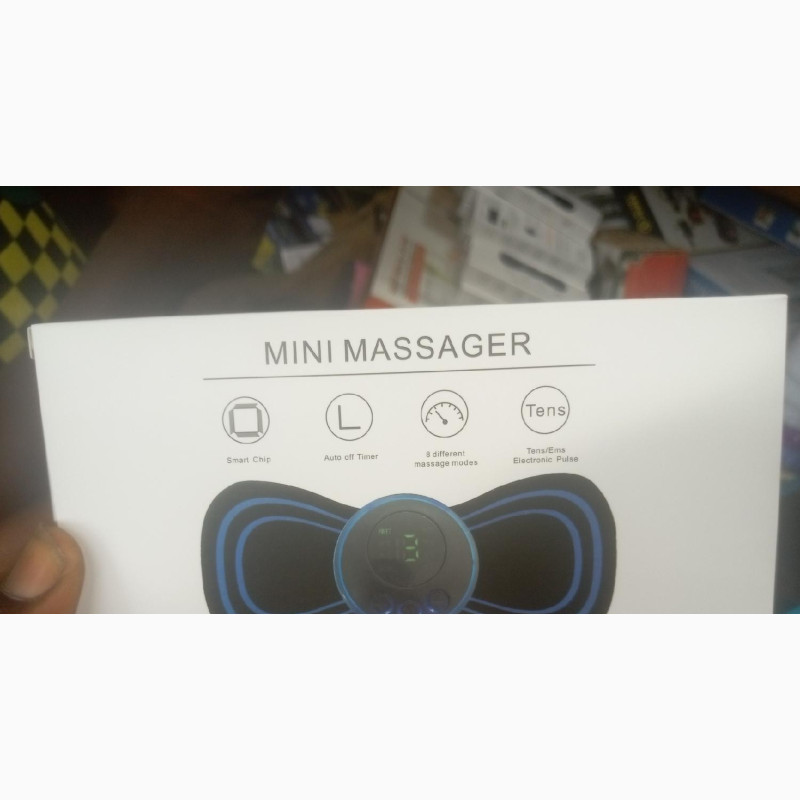 MINI MASSAGER
Tens
Smart Chip
Auto off Timer
8 different
massage modes
Tens/Ems
Electronic Pulse